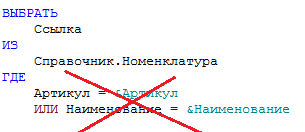 ВЫБРАТЬ
Ссылка
ИЗ
Справочник.Номенклатура
ГДЕ
Артикул = &Артикул
ИЛИ Наименование = &Наименование